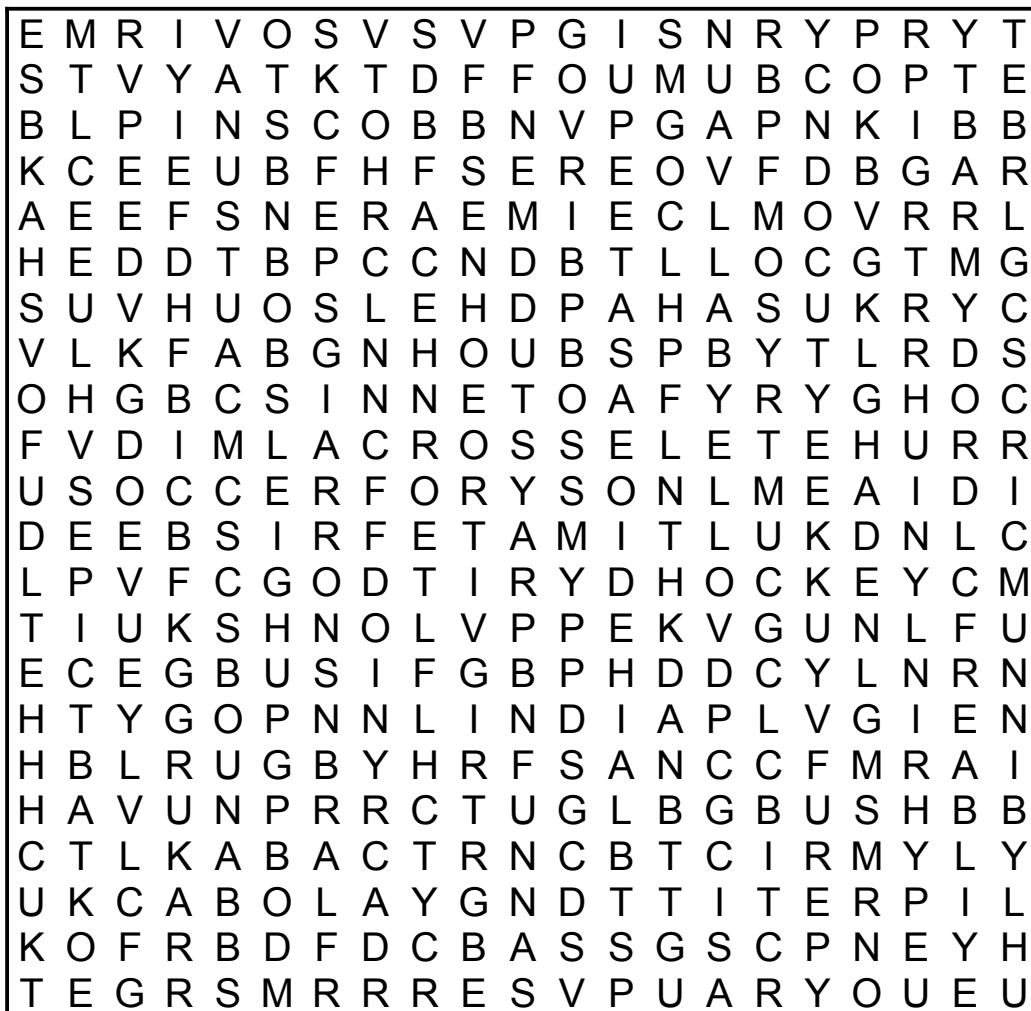 E M R I V O S V S V P G I S N R Y P R Y T
S T V Y A T K T D F F O U M U B C O P T E
B L P I N S C O B B N V P G A P N K I B B
K C E E U B F H F S E R E O V F D B G A R
A E E F S N E R A E M I E C L M O V R R L
H E D D T B P C C N D B T L L O C G T M G
S U V H U O S L E H D P A H A S U K R Y C
V L K F A B G N H O U B S P B Y T L R D S
O H G B C S I N N E T O A F Y R Y G H O C
F V D I M L A C R O S S E L E T E H U R R
U S O C C E R F O R Y S O N L M E A I D I
D E E B S I R F E T A M I T L U K D N L C
L P V F C G O D T I R Y D H O C K E Y C M
T I U K S H N O L V P P E K V G U N L F U
E C E G B U S I F G B P H D D C Y L N R N
H T Y G O P N N L I N D I A P L V G I E N
H B L R U G B Y H R F S A N C C F M R A I
H A V U N P R R C T U G L B G B U S H B B
C T L K A B A C T R N C B T C I R M Y L Y
U K C A B O L A Y G N D T T I T E R P I L
K O F R B D F D C B A S S G S C P N E Y H
T E G R S M R R R E S V P U A R Y O U E U